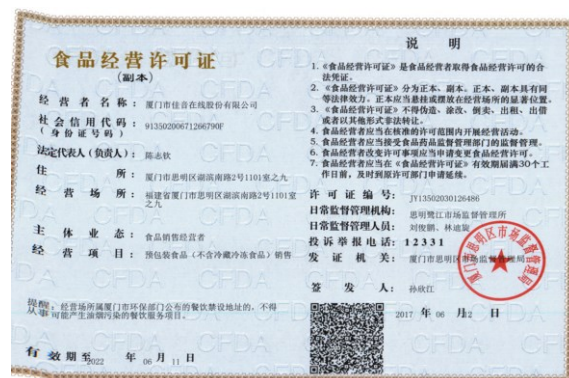 食品经营许可证
(副本)
经营者名称：厦门市佳音在线股份有限公司
社会信用代码：
(身份证号码) 91350200671266790F
法定代表人（负责人）：陈志钦
住所：厦门市思明区湖滨南路2号1101室之九
经营场所：福建省厦门市思明区湖滨南路2号1101室
之九
主体业态：食品销售经营者
经营项目：预包装食品（不含冷藏冷冻食品）销售
提醒：经营场所属厦门市环保部门公布的餐饮禁设地址的，不得
从事可能产生油烟污染的餐饮服务项目。
有效期至2022 年 06 月 11 日
说明
1.《食品经营许可证》是食品经营者取得食品经营许可的合
法凭证。
2.《食品经营许可证》分为正本、副本。正本、副本具有同
等法律效力。正本应当悬挂或摆放在经营场所的显著位置。
3.《食品经营许可证》不得伪造、涂改、倒卖、出租、出借
或者以其他形式非法转让。
4.食品经营者应当在核准的许可范围内开展经营活动。
5.食品经营者应当接受食品药品监督管理部门的监督管理。
6.食品经营者改变许可事项应当申请变更食品经营许可。
7.食品经营者应当在《食品经营许可证》有效期届满30个工
作日前，及时到原许可部门申请延续。
许可证编号：JY13502030126486
日常监督管理机构：思明鹭江市场监督管理所
日常监督管理人员：刘俊鹏、林迪旋
投诉举报电话：12331
发证机关：厦门市思明区市场监督管理局
签发人：孙欣江
2017 年 06 月12 日
厦门市思明区市场监督管理局